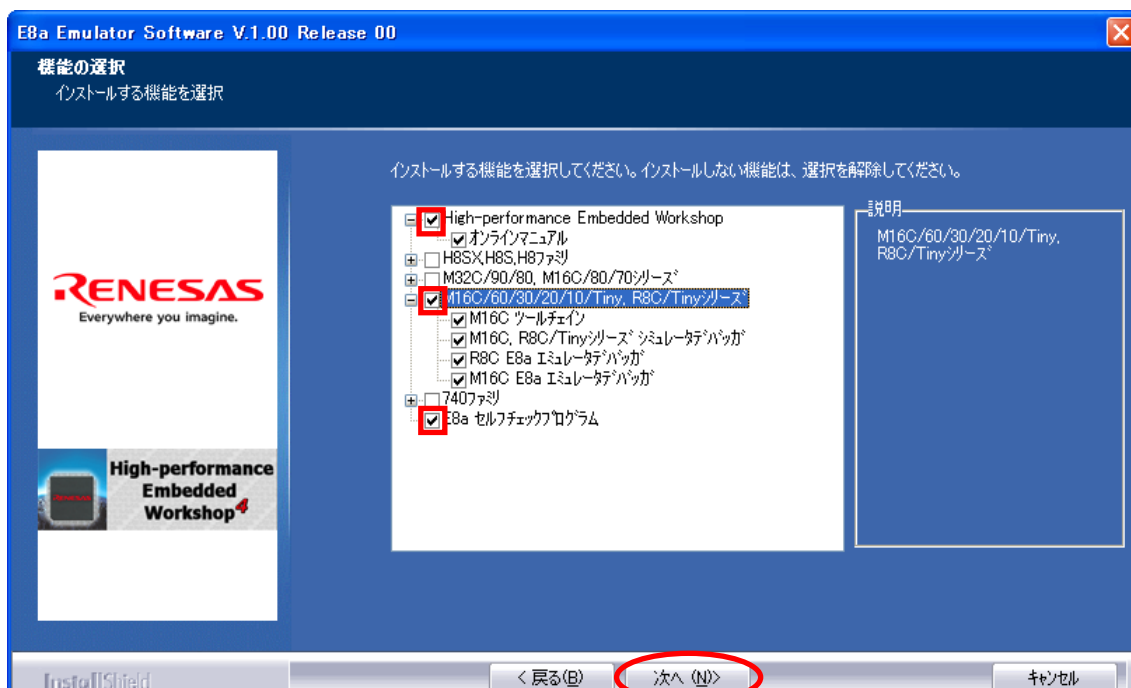 E8a Emulator Software V.1.00 Release 00
機能の選択
インストールする機能を選択
インストールする機能を選択してください。インストールしない機能は、選択を解除してください。
High-performance Embedded Workshop
オンラインマニュアル
H8SX,H8S,H8ファミリ
M32C/90/80, M16C/80/70シリーズ
M16C/60/30/20/10/Tiny, R8C/Tinyシリーズ
M16C ツールチェイン
M16C, R8C/Tinyシリーズ シミュレータデバッガ
R8C E8a エミュレータデバッガ
M16C E8a エミュレータデバッガ
740ファミリ
E8a セルフチェックプログラム
説明
M16C/60/30/20/10/Tiny,
R8C/Tinyシリーズ
RENESAS
Everywhere you imagine.
High-performance
Embedded
Workshop4
InstallShield
< 戻る(B)
次へ (N)>
キャンセル